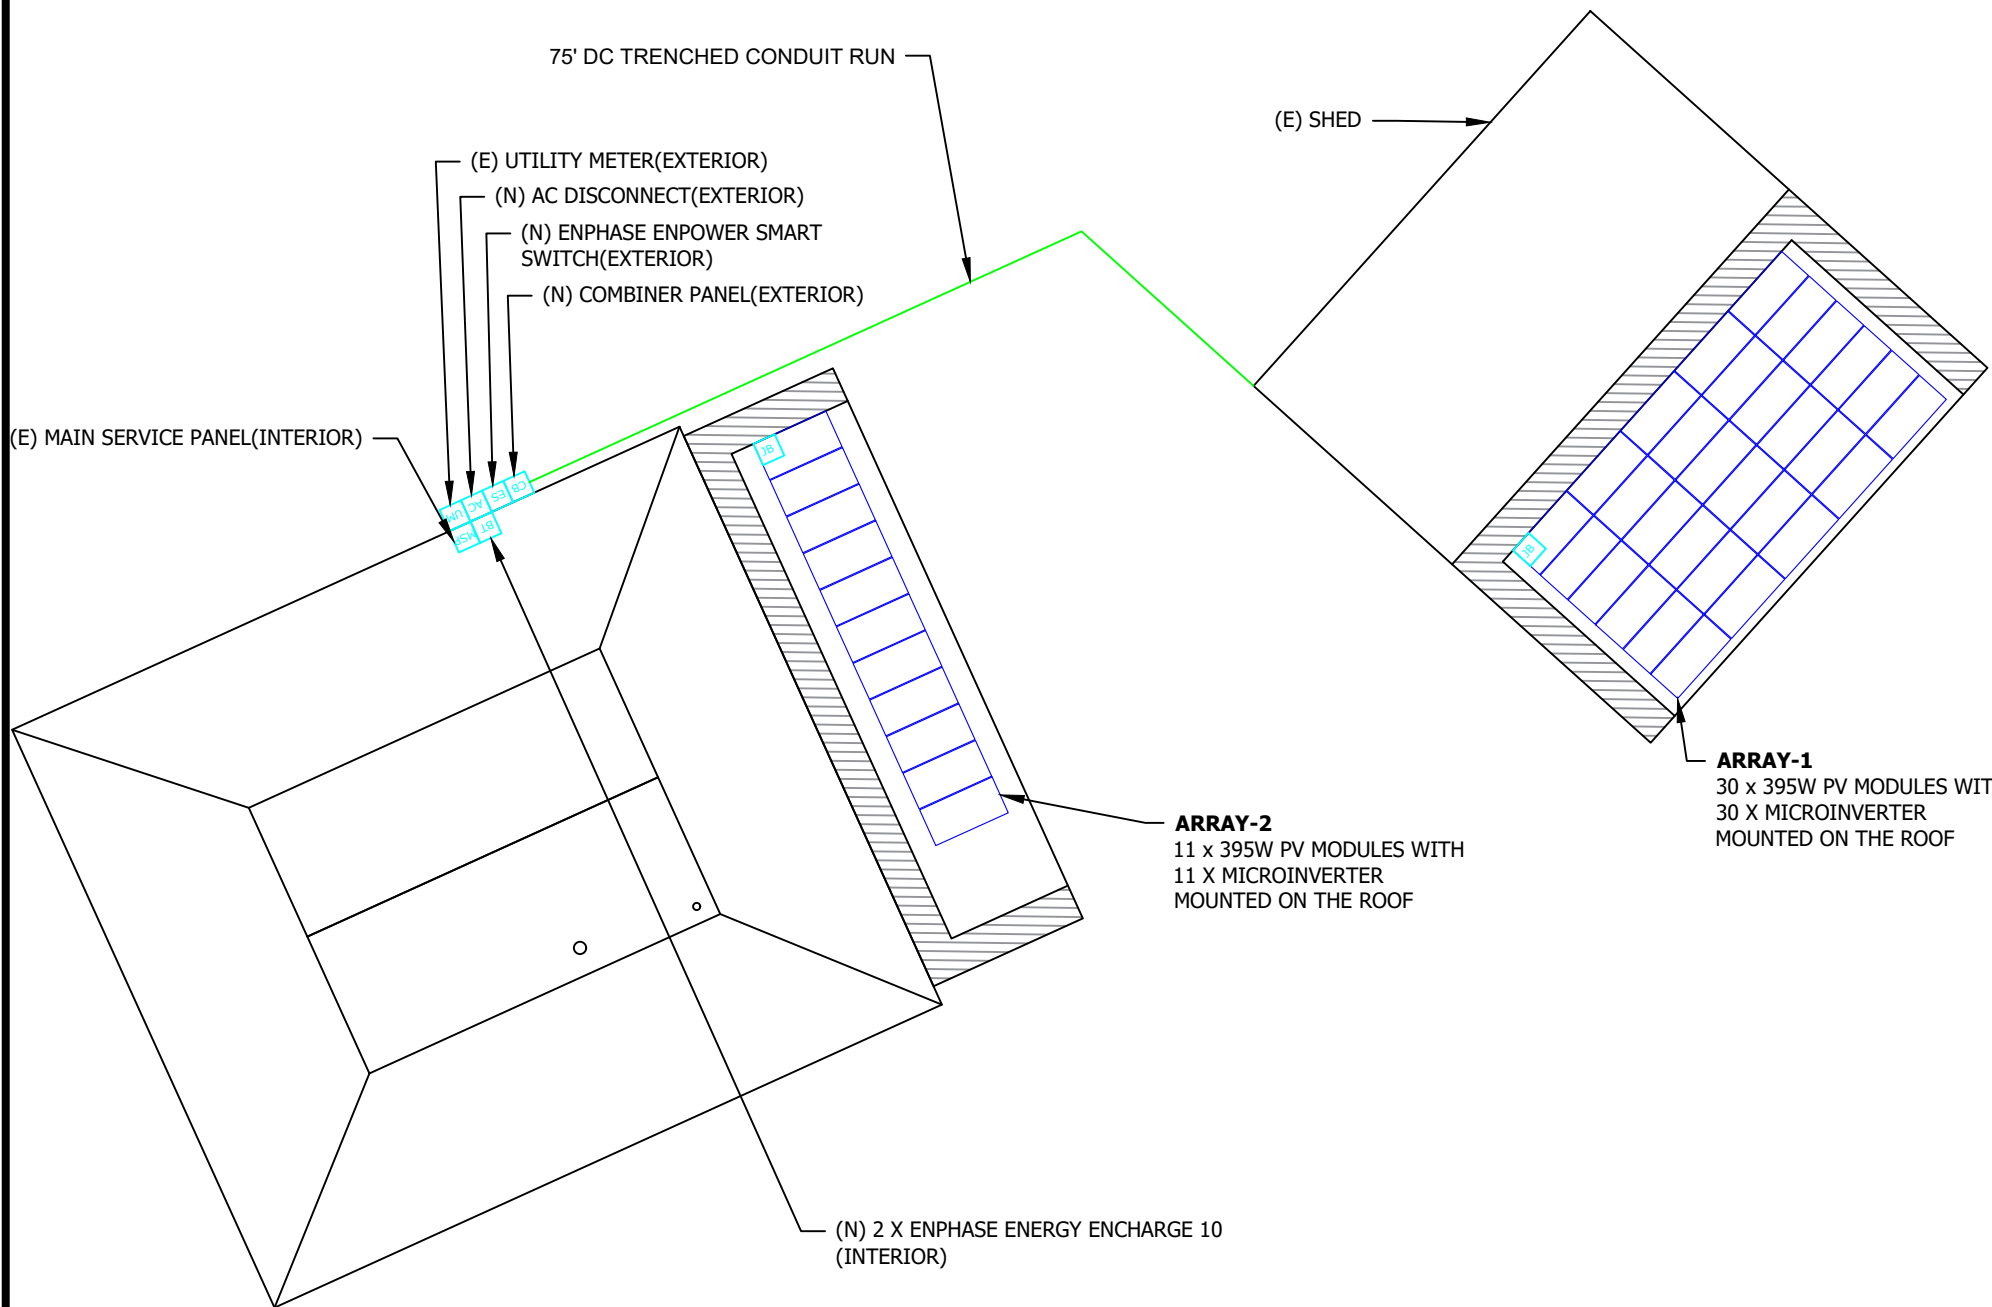 75' DC TRENCHED CONDUIT RUN
(E) SHED
(E) UTILITY METER(EXTERIOR)
(N) AC DISCONNECT(EXTERIOR)
(N) ENPHASE ENPOWER SMART
SWITCH(EXTERIOR)
(N) COMBINER PANEL(EXTERIOR)
(E) MAIN SERVICE PANEL(INTERIOR)
UM
AC
ES
CB
MSP
BT
JB
JB
ARRAY-1
30 x 395W PV MODULES WIT
30 X MICROINVERTER
MOUNTED ON THE ROOF
ARRAY-2
11 x 395W PV MODULES WITH
11 X MICROINVERTER
MOUNTED ON THE ROOF
(N) 2 X ENPHASE ENERGY ENCHARGE 10
(INTERIOR)